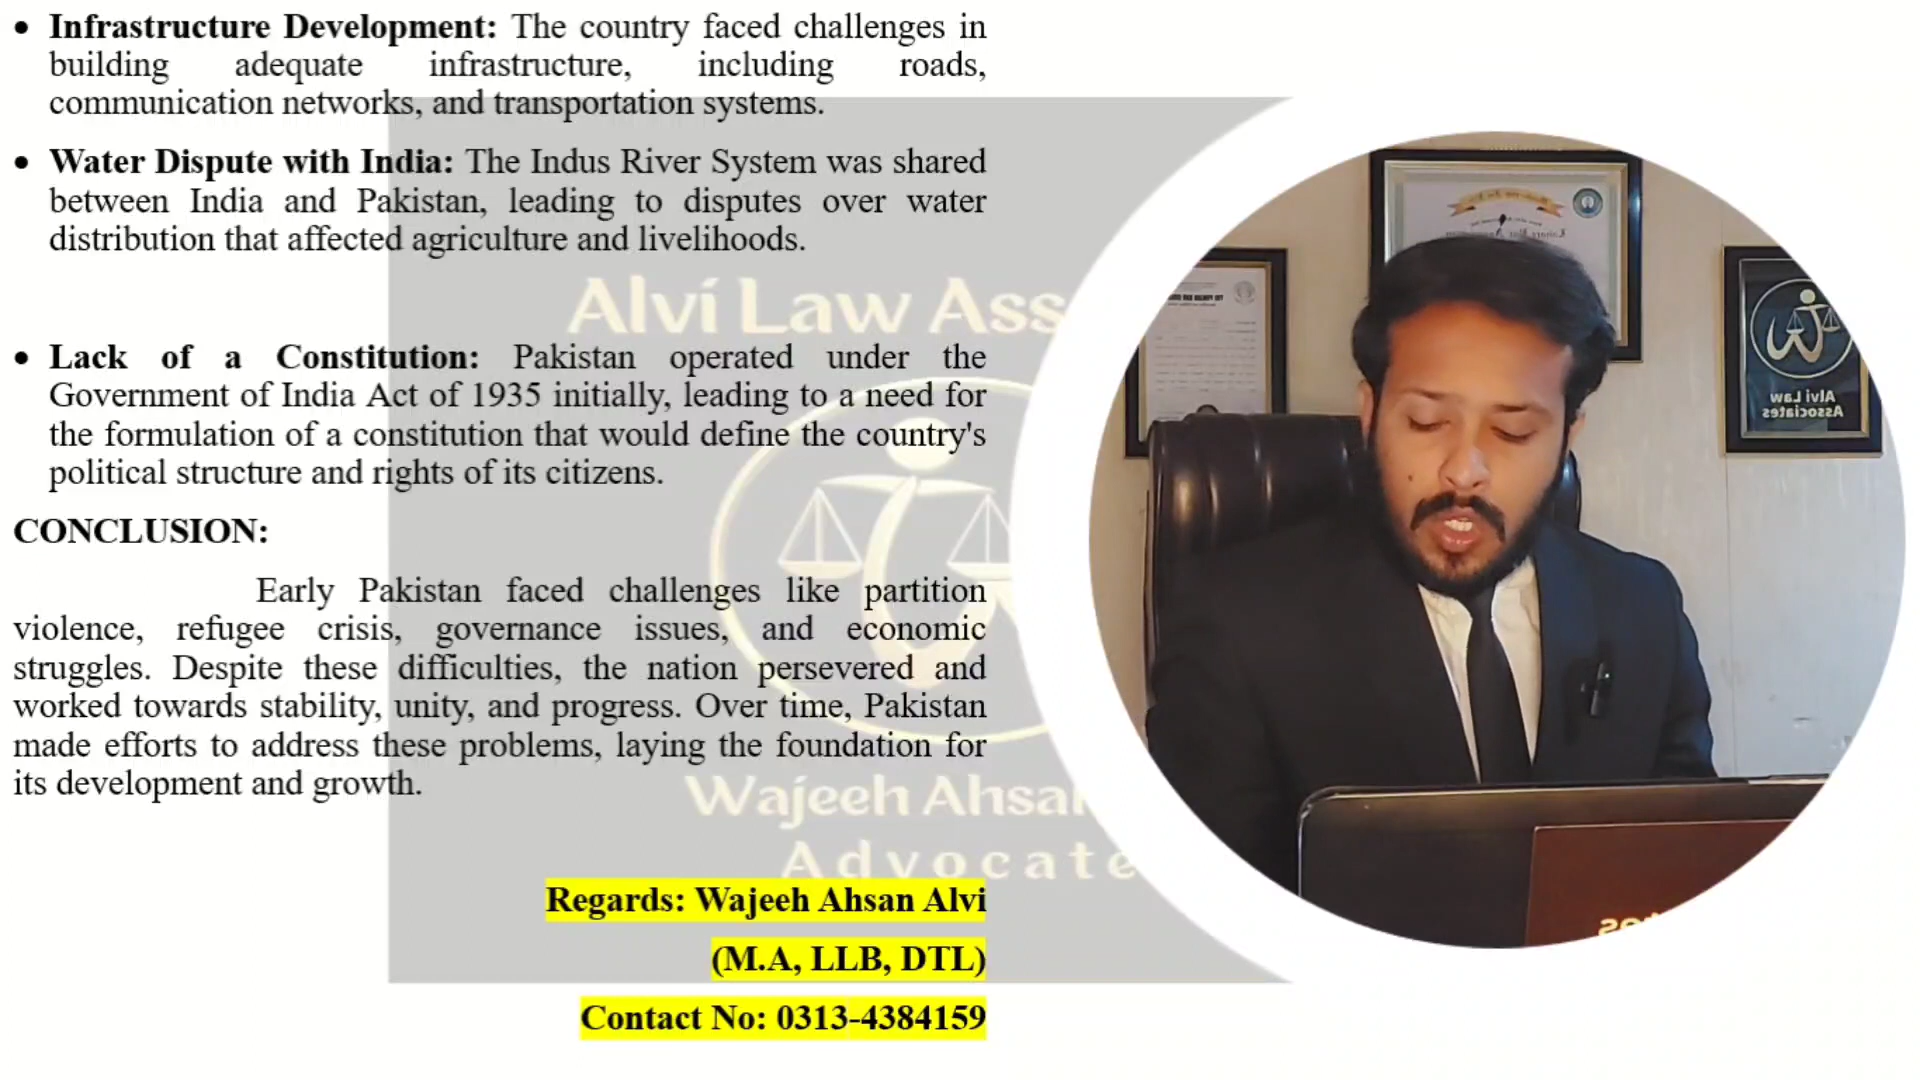 • Infrastructure Development: The country faced challenges in
building adequate infrastructure, including roads,
communication networks, and transportation systems.
• Water Dispute with India: The Indus River System was shared
between India and Pakistan, leading to disputes over water
distribution that affected agriculture and livelihoods.
• Lack of a Constitution: Pakistan operated under the
Government of India Act of 1935 initially, leading to a need for
the formulation of a constitution that would define the country's
political structure and rights of its citizens.
CONCLUSION:
Early Pakistan faced challenges like partition
violence, refugee crisis, governance issues, and economic
struggles. Despite these difficulties, the nation persevered and
worked towards stability, unity, and progress. Over time, Pakistan
made efforts to address these problems, laying the foundation for
its development and growth.
Regards: Wajeeh Ahsan Alvi
(M.A, LLB, DTL)
Contact No: 0313-4384159
Alvi Law Ass
Wajeeh Ahsa
Advocate
Alvi Law
Associates